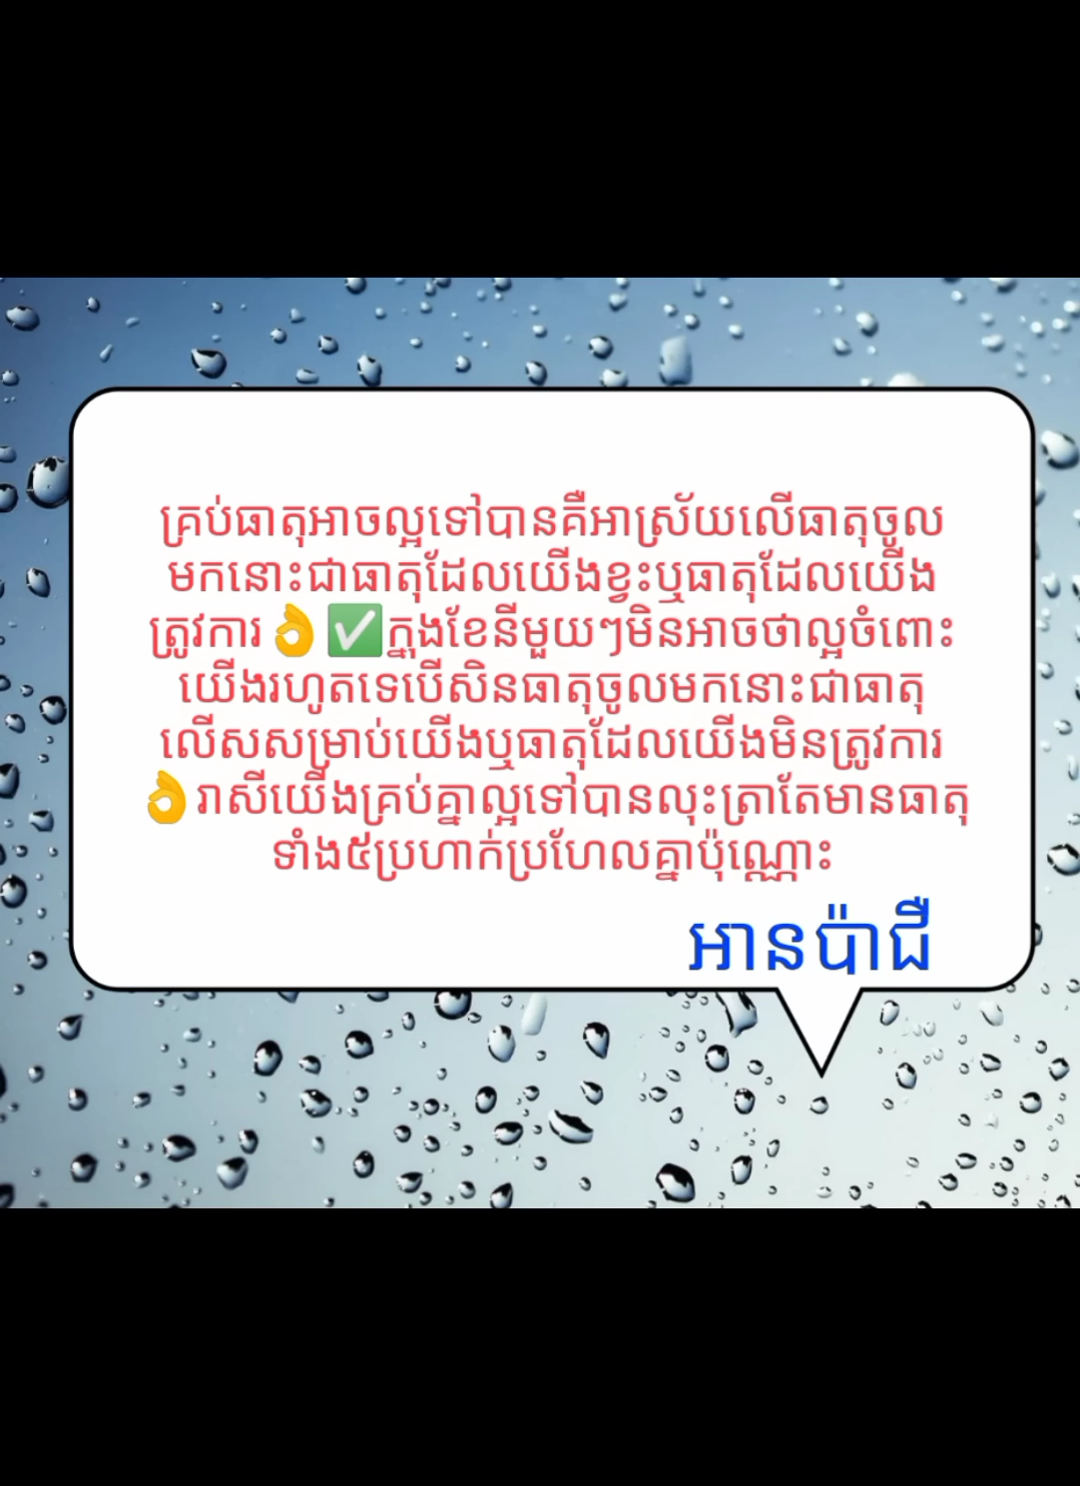 គ្រប់ធាតុអាចល្អទៅបានគឺអាស្រ័យលើធាតុចូល
មកនោះជាធាតុដែលយើងខ្វះឬធាតុដែលយើង
ត្រូវការ👌✅ក្នុងខែនីមួយៗមិនអាចថាល្អចំពោះ
យើងរហូតទេបើសិនធាតុចូលមកនោះជាធាតុ
លើសសម្រាប់យើងឬធាតុដែលយើងមិនត្រូវការ
👌រាសីយើងគ្រប់គ្នាល្អទៅបានលុះត្រាតែមានធាតុ
ទាំង៥ប្រហាក់ប្រហែលគ្នាប៉ុណ្ណោះ
អានប៉ាជឺ